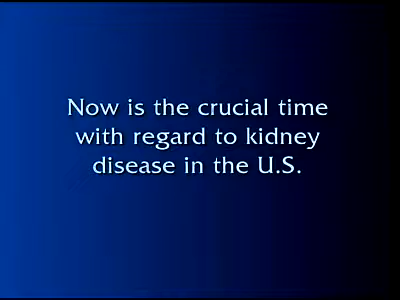 Now is the crucial time
with regard to kidney
disease in the U.S.